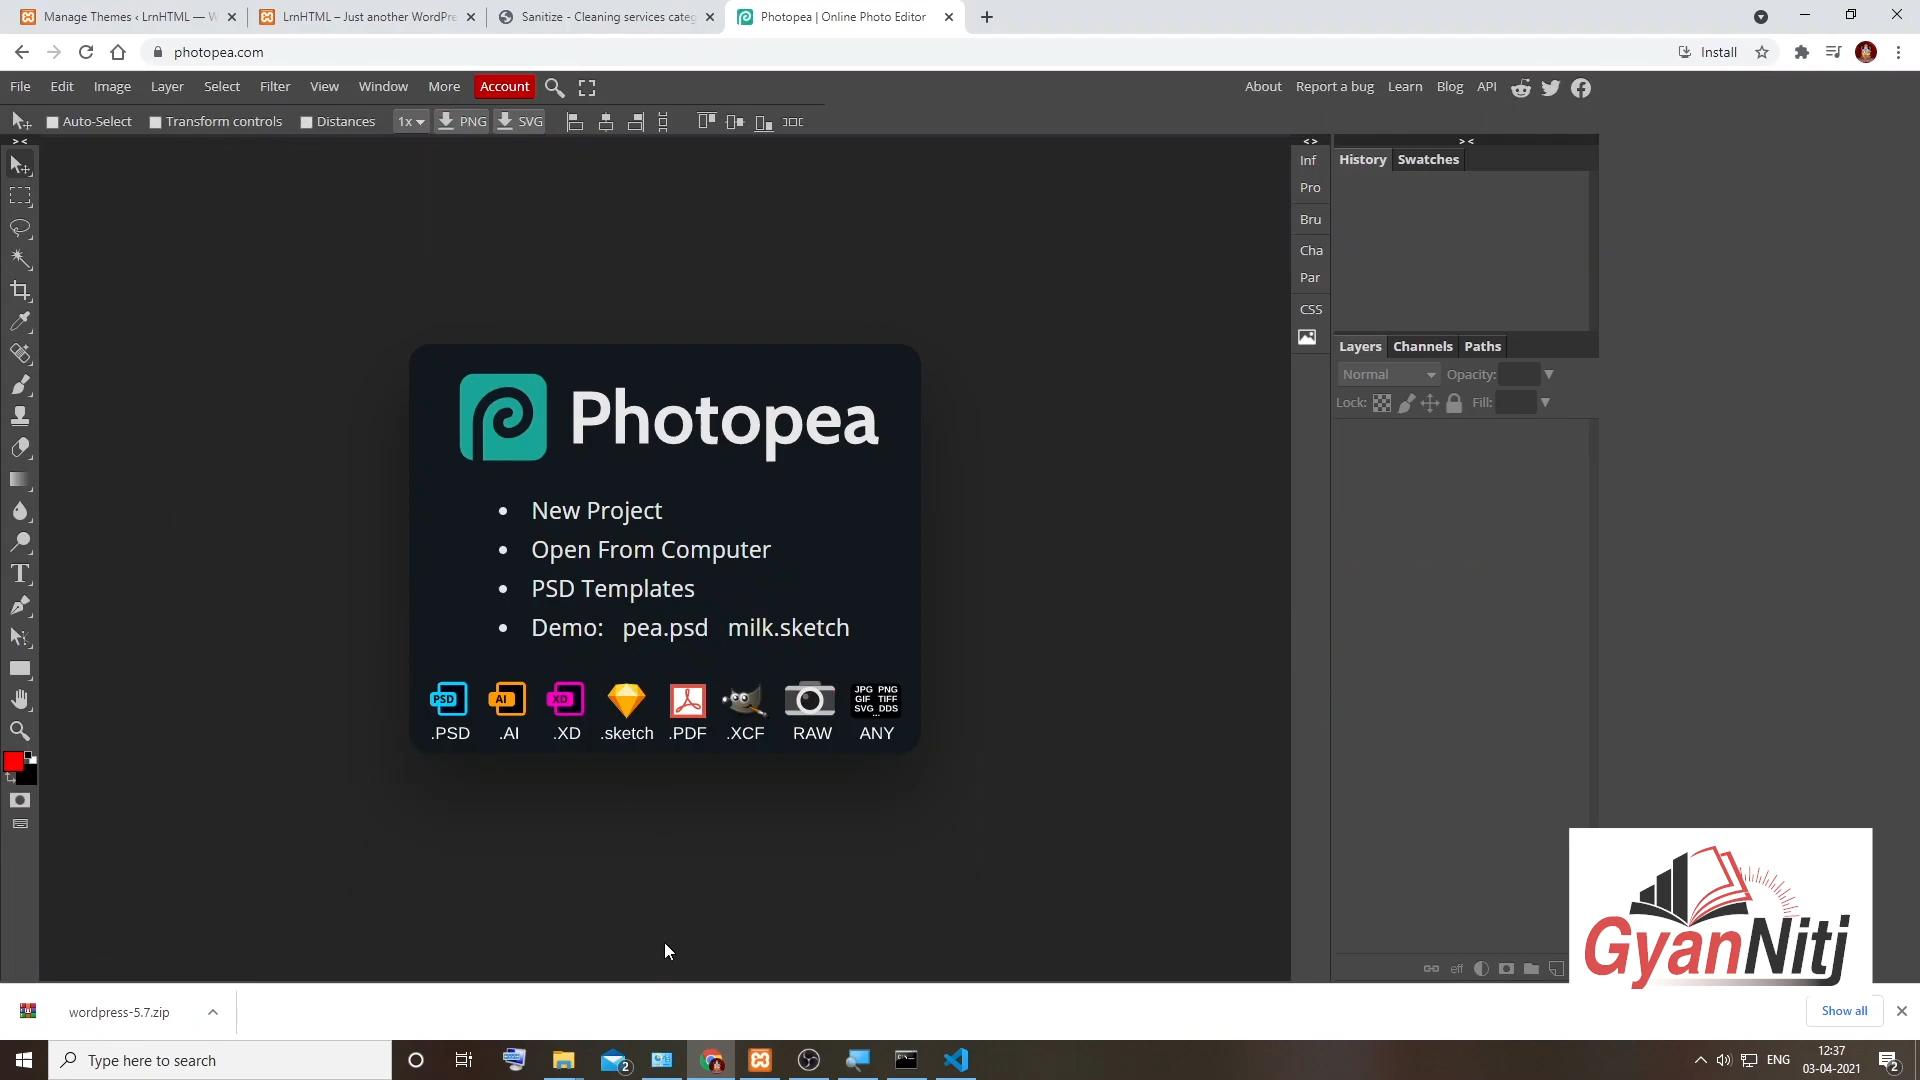 Manage Themes ‹ LrnHTML — W
LrnHTML – Just another WordPre
Sanitize - Cleaning services categ
Photopea | Online Photo Editor
photopea.com
Install
File Edit Image Layer Select Filter View Window More Account
About Report a bug Learn Blog API
Auto-Select Transform controls Distances 1x PNG SVG
> <
< >
> <
Inf
Pro
Bru
Cha
Par
CSS
History Swatches
Layers Channels Paths
Normal Opacity:
Lock: Fill:
Photopea
New Project
Open From Computer
PSD Templates
Demo: pea.psd milk.sketch
PSD AI XD JPG PNG
GIF TIFF
SVG DDS
...
.PSD .AI .XD .sketch .PDF .XCF RAW ANY
eff
GyanNitj
wordpress-5.7.zip
Show all
Type here to search
2
ENG
12:37
03-04-2021
2